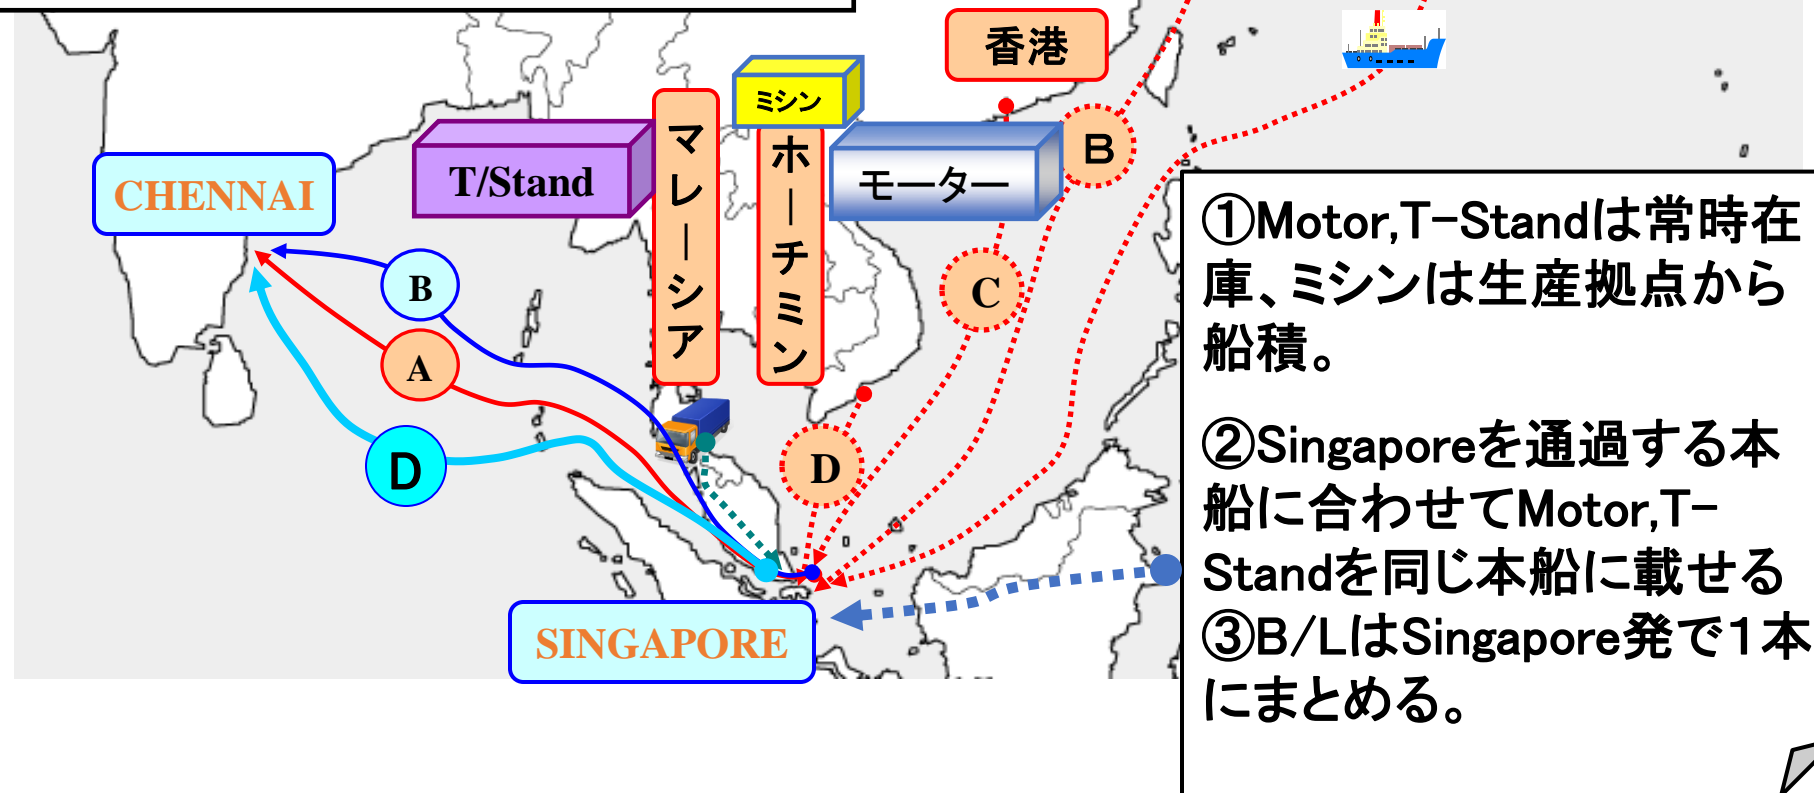 香港
ミシン
マレーシア
ホーチミン
T/Stand
モーター
CHENNAI
B
B
C
A
D
D
SINGAPORE
①Motor,T-Standは常時在
庫、ミシンは生産拠点から
船積。
②Singaporeを通過する本
船に合わせてMotor,T-
Standを同じ本船に載せる
③B/LはSingapore発で1本
にまとめる。